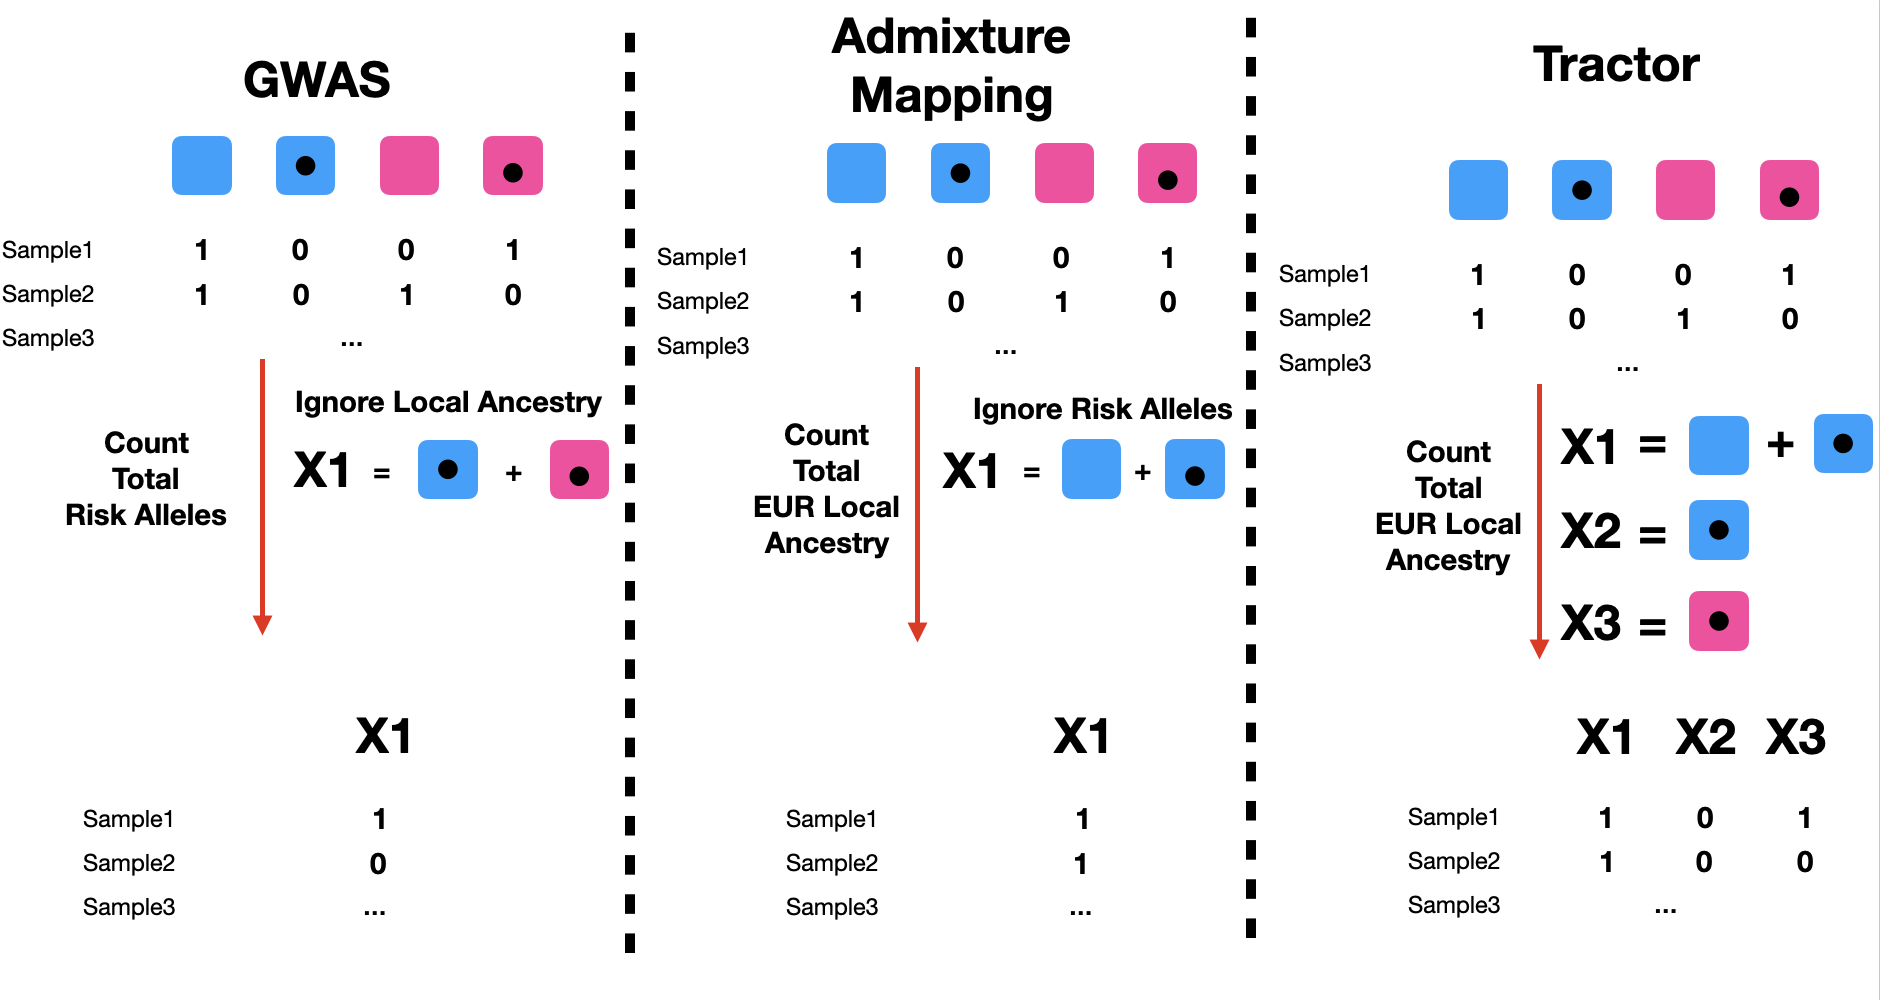 GWAS
Sample1 1 0 0 1
Sample2 1 0 1 0
Sample3 ...
Ignore Local Ancestry
Count
Total
Risk Alleles
X1 = +
X1
Sample1 1
Sample2 0
Sample3 ...
Admixture
Mapping
Sample1 1 0 0 1
Sample2 1 0 1 0
Sample3 ...
Ignore Risk Alleles
Count
Total
EUR Local
Ancestry
X1 = +
X1
Sample1 1
Sample2 1
Sample3 ...
Tractor
Sample1 1 0 0 1
Sample2 1 0 1 0
Sample3 ...
Count
Total
EUR Local
Ancestry
X1 = +
X2 =
X3 =
X1 X2 X3
Sample1 1 0 1
Sample2 1 0 0
Sample3 ...